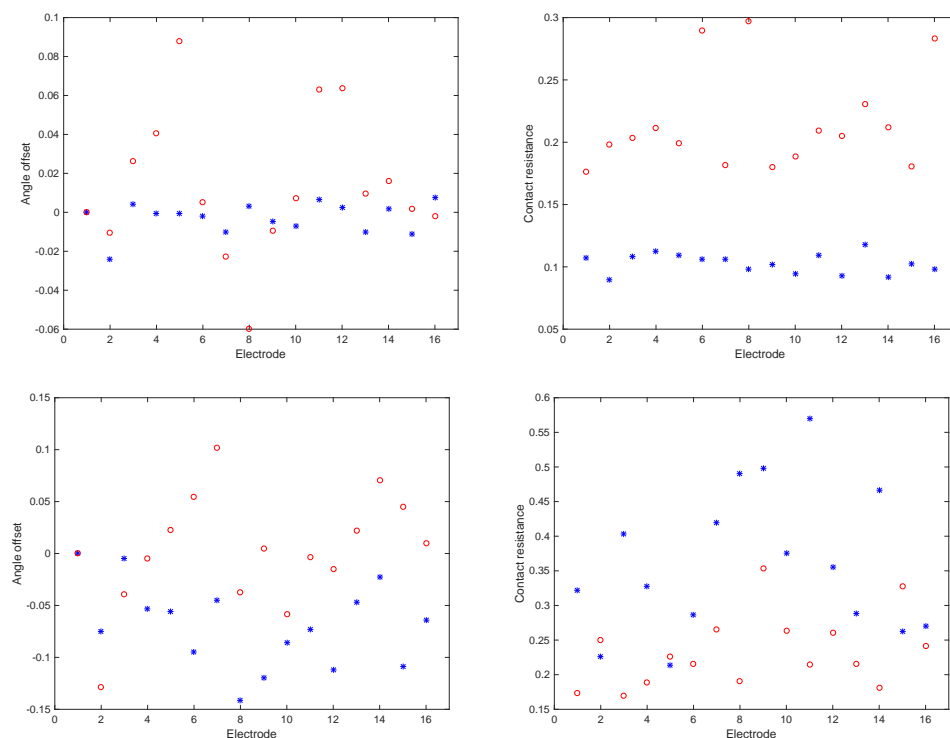 0.1
0.08
0.06
0.04
0.02
0
-0.02
-0.04
-0.06
Angle offset
0 2 4 6 8 10 12 14 16
Electrode
0.3
0.25
0.2
0.15
0.1
0.05
Contact resistance
0 2 4 6 8 10 12 14 16
Electrode
0.15
0.1
0.05
0
-0.05
-0.1
-0.15
Angle offset
0 2 4 6 8 10 12 14 16
Electrode
0.6
0.55
0.5
0.45
0.4
0.35
0.3
0.25
0.2
0.15
Contact resistance
0 2 4 6 8 10 12 14 16
Electrode